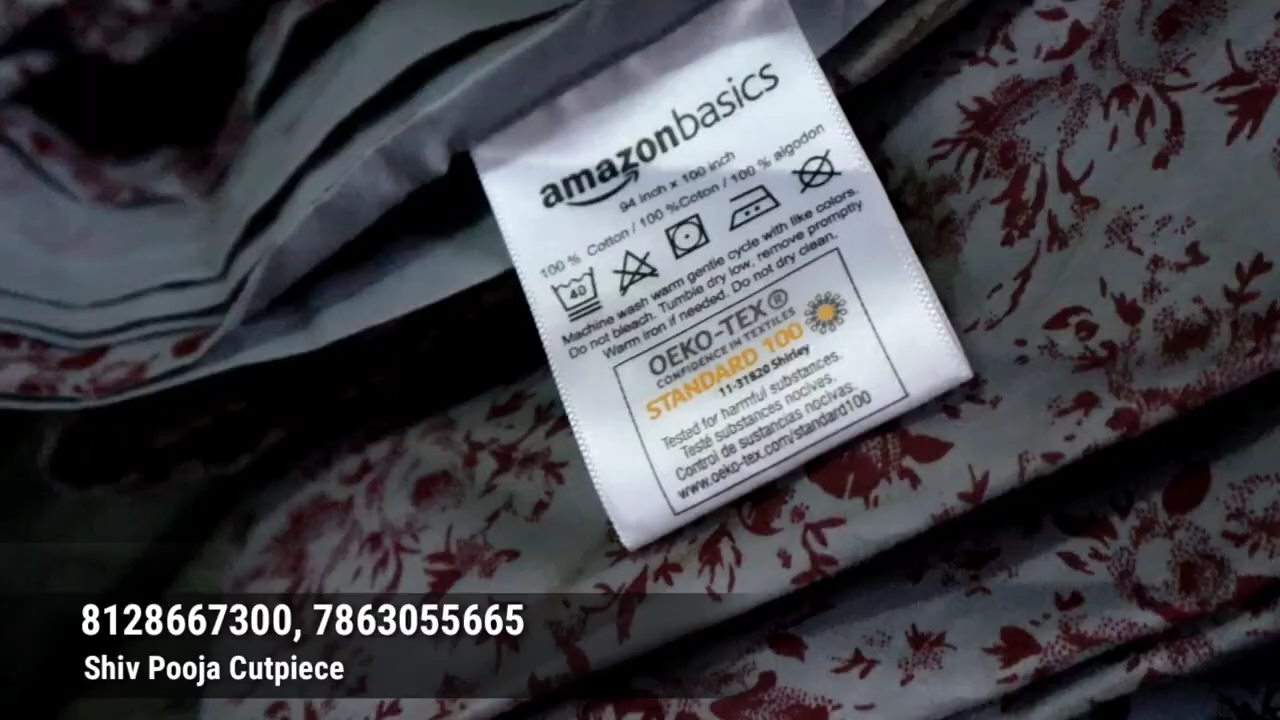 amazonbasics
94 inch x 100 inch
100 % Cotton / 100 %Coton / 100 % algodon
40
Machine wash warm gentle cycle with like colors.
Do not bleach. Tumble dry low, remove promptly
Warm iron if needed. Do not dry clean.
OEKO-TEX®
CONFIDENCE IN TEXTILES
STANDARD 100
11-31820 Shirley
Tested for harmful substances.
Testé substances nocives.
Control de sustancias nocivas.
www.oeko-tex.com/standard100
8128667300, 7863055665
Shiv Pooja Cutpiece